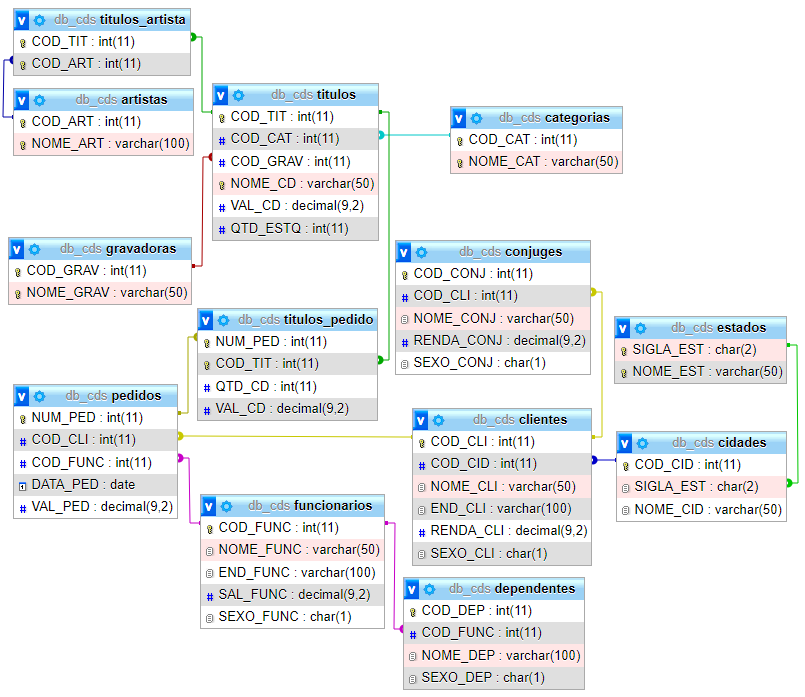 db_cds titulos_artista
COD_TIT : int(11)
COD_ART : int(11)
db_cds artistas
COD_ART : int(11)
NOME_ART : varchar(100)
db_cds titulos
COD_TIT : int(11)
COD_CAT : int(11)
COD_GRAV : int(11)
NOME_CD : varchar(50)
VAL_CD : decimal(9,2)
QTD_ESTQ : int(11)
db_cds categorias
COD_CAT : int(11)
NOME_CAT : varchar(50)
db_cds gravadoras
COD_GRAV : int(11)
NOME_GRAV : varchar(50)
db_cds conjuges
COD_CONJ : int(11)
COD_CLI : int(11)
NOME_CONJ : varchar(50)
RENDA_CONJ : decimal(9,2)
SEXO_CONJ : char(1)
db_cds titulos_pedido
NUM_PED : int(11)
COD_TIT : int(11)
QTD_CD : int(11)
VAL_CD : decimal(9,2)
db_cds estados
SIGLA_EST : char(2)
NOME_EST : varchar(50)
db_cds pedidos
NUM_PED : int(11)
COD_CLI : int(11)
COD_FUNC : int(11)
DATA_PED : date
VAL_PED : decimal(9,2)
db_cds clientes
COD_CLI : int(11)
COD_CID : int(11)
NOME_CLI : varchar(50)
END_CLI : varchar(100)
RENDA_CLI : decimal(9,2)
SEXO_CLI : char(1)
db_cds cidades
COD_CID : int(11)
SIGLA_EST : char(2)
NOME_CID : varchar(50)
db_cds funcionarios
COD_FUNC : int(11)
NOME_FUNC : varchar(50)
END_FUNC : varchar(100)
SAL_FUNC : decimal(9,2)
SEXO_FUNC : char(1)
db_cds dependentes
COD_DEP : int(11)
COD_FUNC : int(11)
NOME_DEP : varchar(100)
SEXO_DEP : char(1)